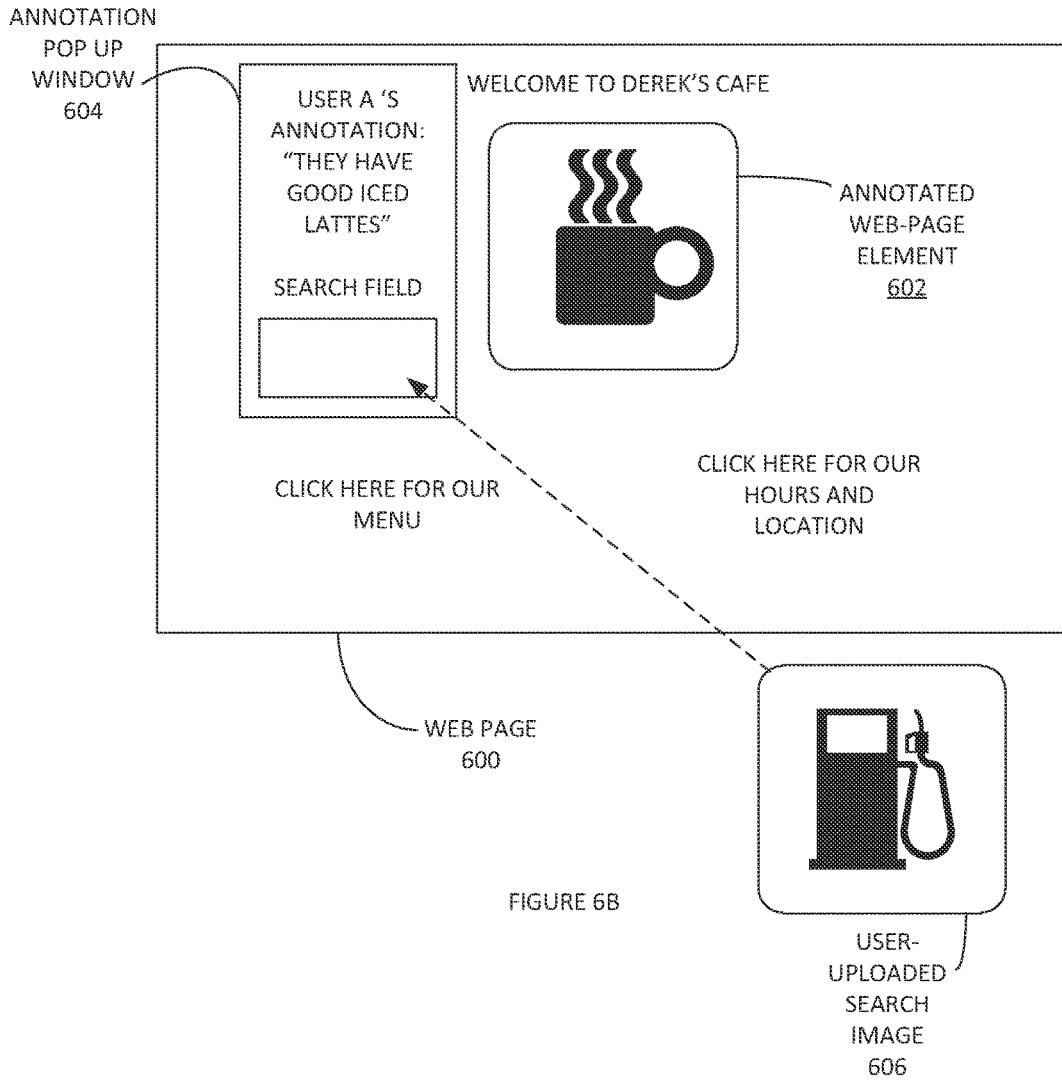 ANNOTATION
POP UP
WINDOW
604
USER A ‘S
ANNOTATION:
“THEY HAVE
GOOD ICED
LATTES”
SEARCH FIELD
WELCOME TO DEREK’S CAFE
ANNOTATED
WEB-PAGE
ELEMENT
602
CLICK HERE FOR OUR
MENU
CLICK HERE FOR OUR
HOURS AND
LOCATION
WEB PAGE
600
FIGURE 6B
USER-
UPLOADED
SEARCH
IMAGE
606